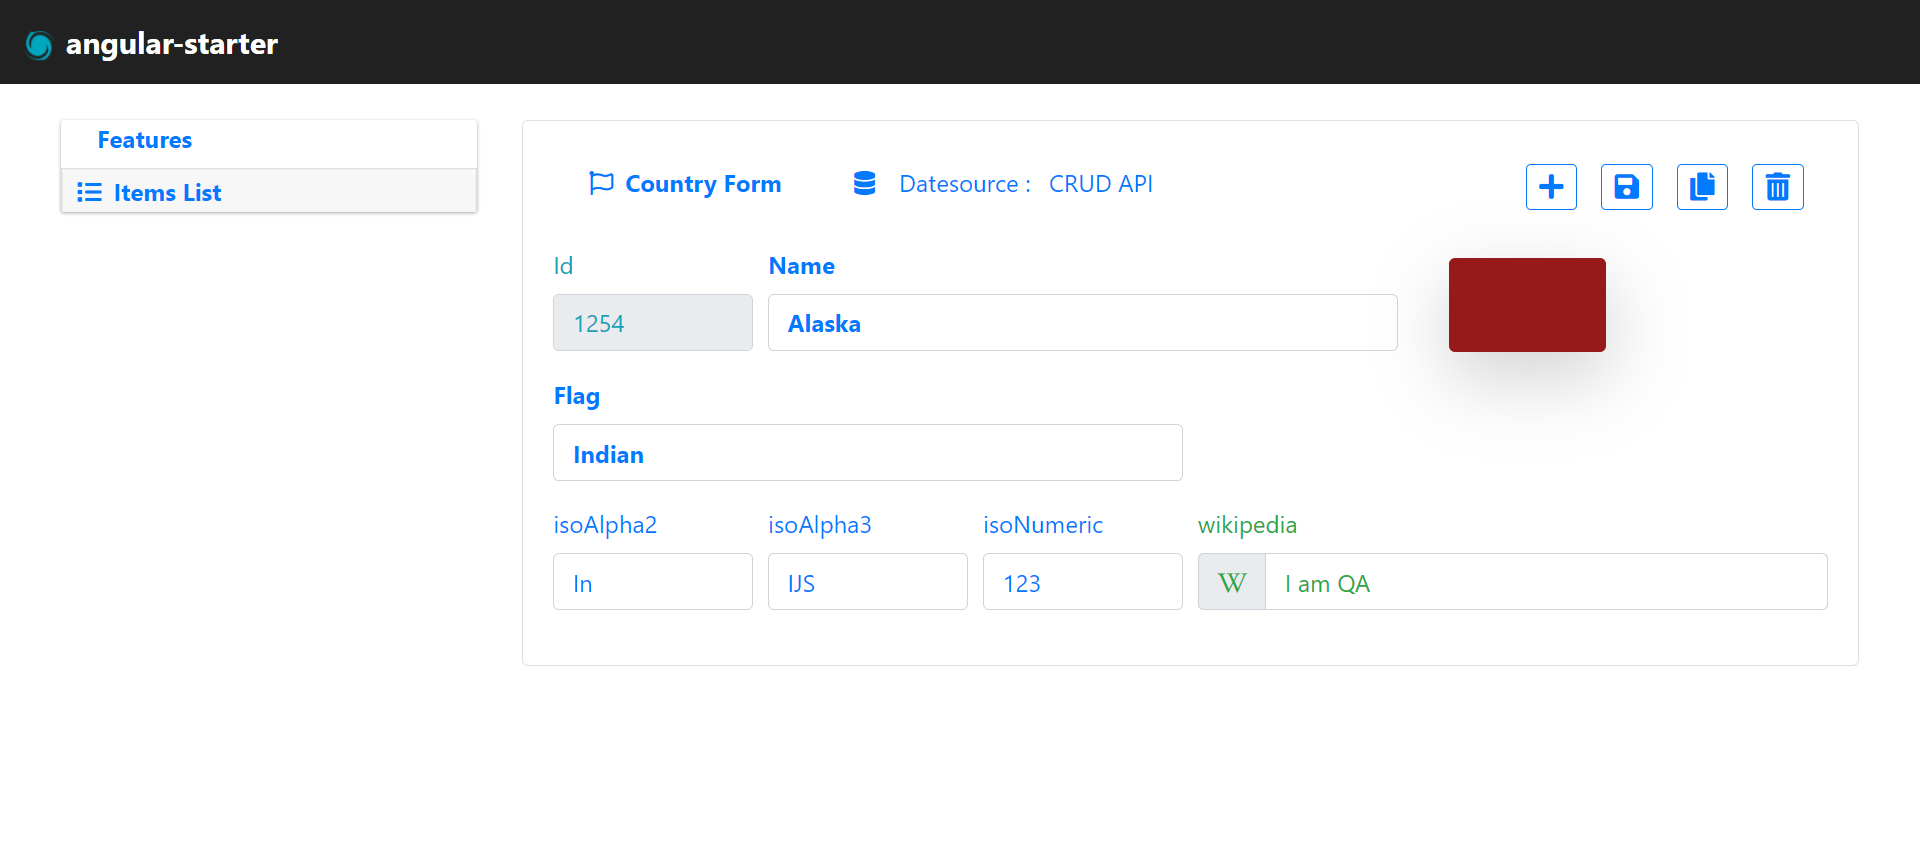 angular-starter
Features
Items List
Country Form
Datesource : CRUD API
Id
Name
1254
Alaska
Flag
Indian
isoAlpha2
isoAlpha3
isoNumeric
wikipedia
In
IJS
123
W
I am QA